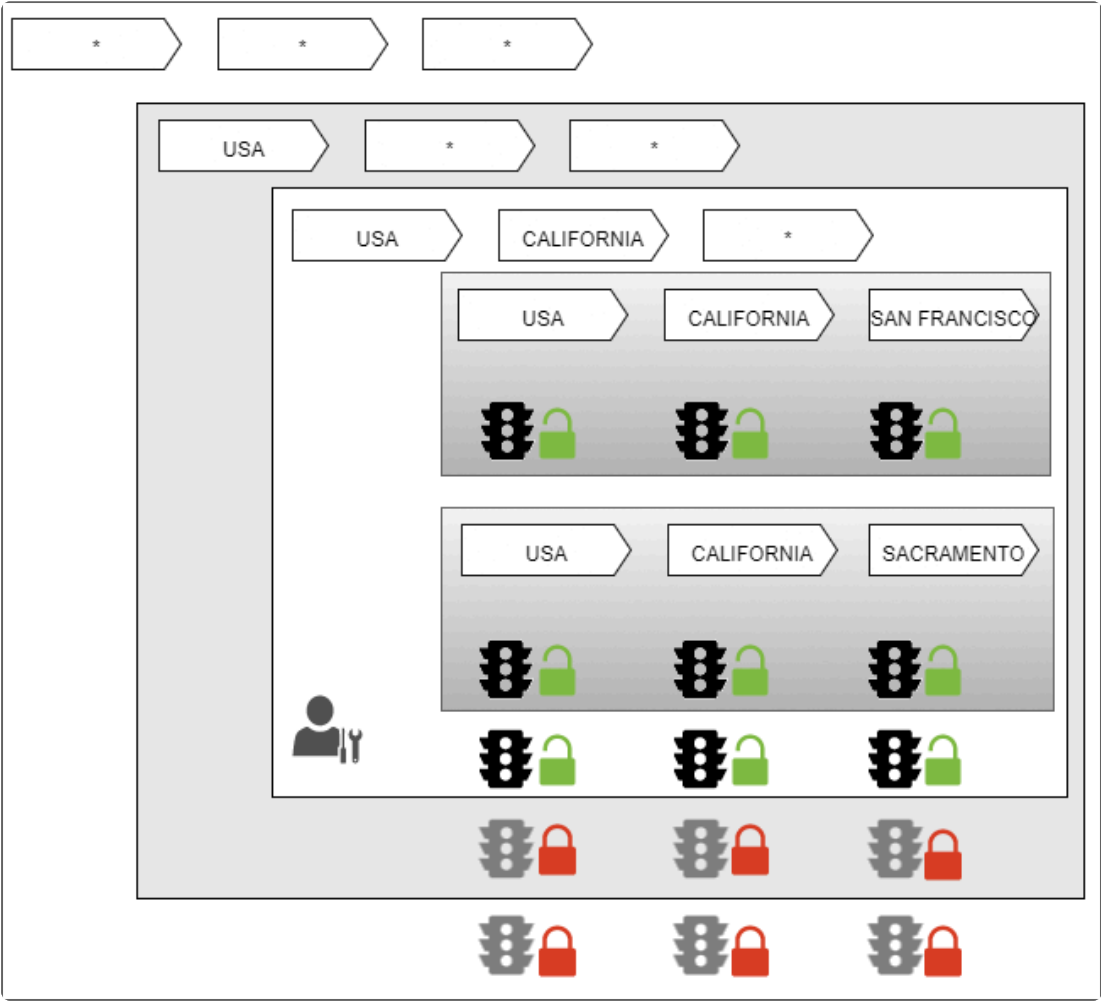 * * *
USA * *
USA CALIFORNIA *
USA CALIFORNIA SAN FRANCISCO
USA CALIFORNIA SACRAMENTO